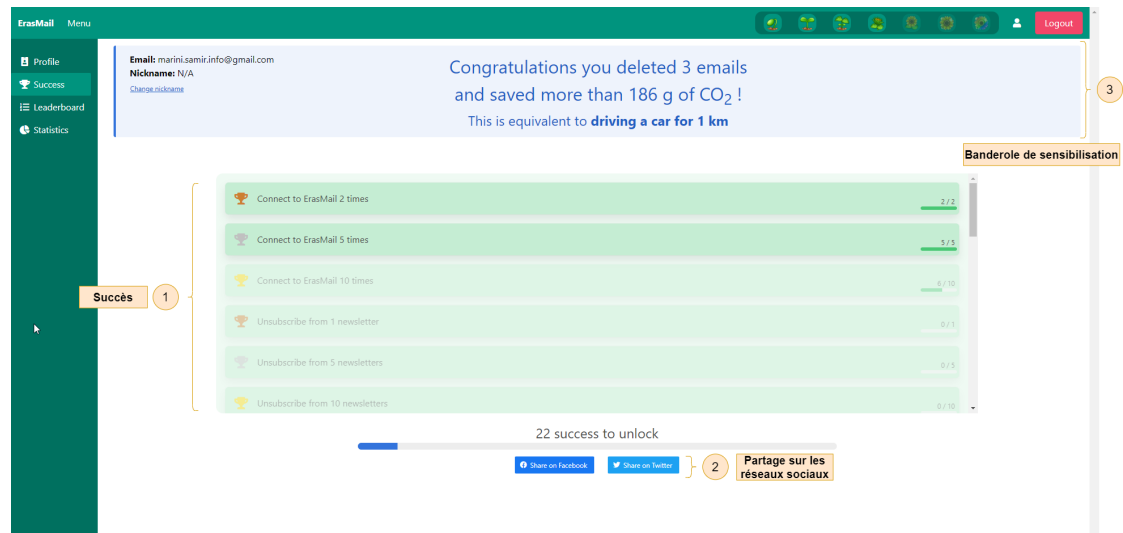 ErasMail Menu
Logout
Profile
Success
Leaderboard
Statistics
Email: marini.samir.info@gmail.com
Nickname: N/A
Change nickname
Congratulations you deleted 3 emails
and saved more than 186 g of CO₂ !
This is equivalent to driving a car for 1 km
3
Banderole de sensibilisation
Connect to ErasMail 2 times
2 / 2
Connect to ErasMail 5 times
5 / 5
Connect to ErasMail 10 times
6 / 10
Succès
1
Unsubscribe from 1 newsletter
0 / 1
Unsubscribe from 5 newsletters
0 / 5
Unsubscribe from 10 newsletters
0 / 10
22 success to unlock
Share on Facebook
Share on Twitter
2
Partage sur les
réseaux sociaux